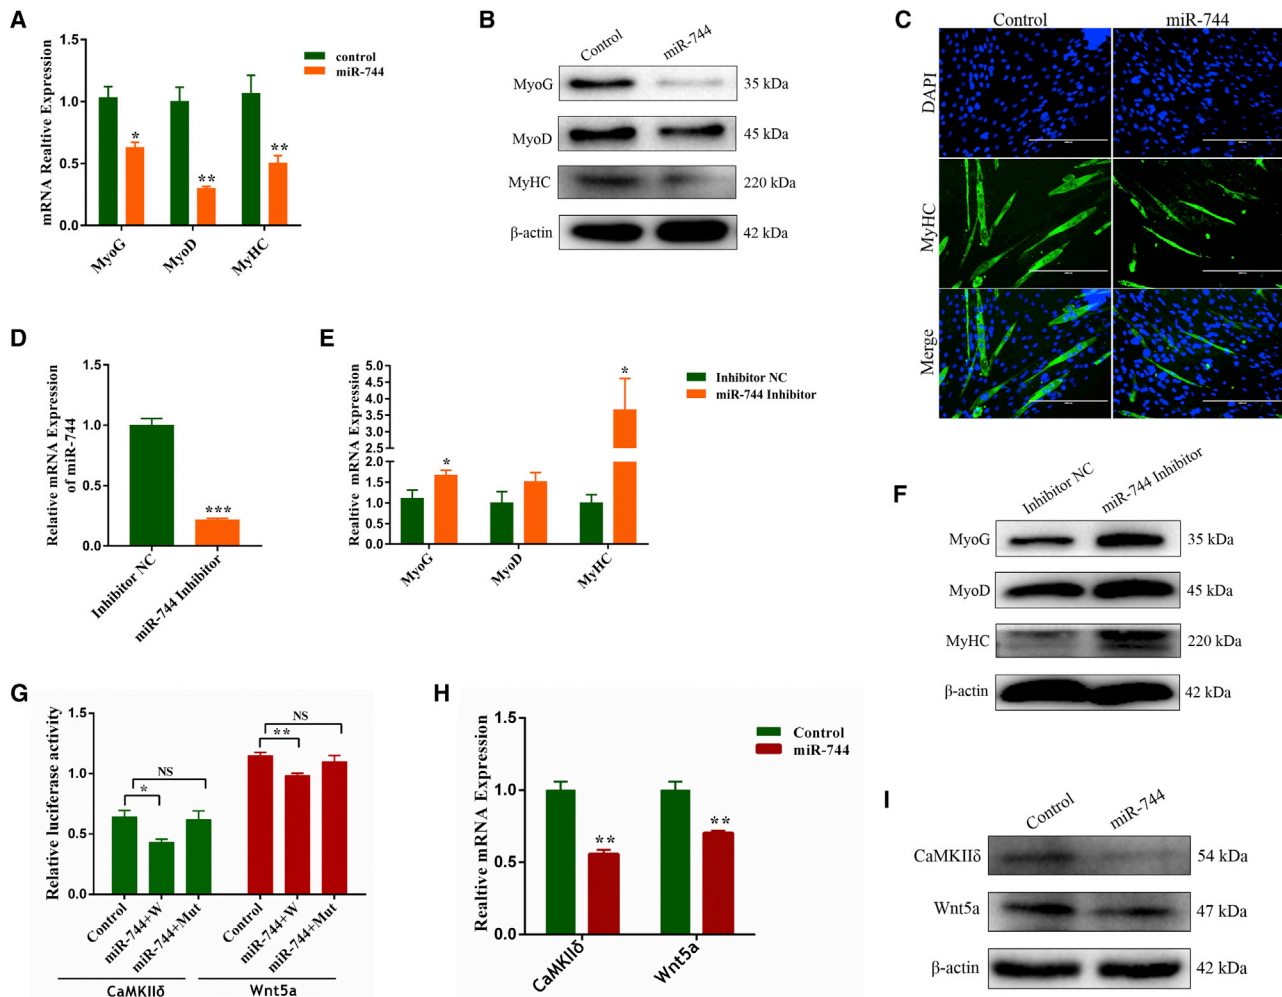 A
mRNA Realtive Expression
1.5
1.0
0.5
0.0
control
miR-744
*
**
**
MyoG
MyoD
MyHC
B
Control
miR-744
MyoG
35 kDa
MyoD
45 kDa
MyHC
220 kDa
β-actin
42 kDa
C
Control
miR-744
DAPI
MyHC
Merge
D
Relative mRNA Expression
of miR-744
1.5
1.0
0.5
0.0
***
Inhibitor NC
miR-744 Inhibitor
E
Realtive mRNA Expression
5.0
4.5
4.0
3.5
3.0
2.5
2.0
1.5
1.0
0.5
0.0
Inhibitor NC
miR-744 Inhibitor
*
*
MyoG
MyoD
MyHC
F
Inhibitor NC
miR-744 Inhibitor
MyoG
35 kDa
MyoD
45 kDa
MyHC
220 kDa
β-actin
42 kDa
G
Relative luciferase activity
1.5
1.0
0.5
0.0
NS
*
NS
**
Control
miR-744+W
miR-744+Mut
Control
miR-744+W
miR-744+Mut
CaMKIIδ
Wnt5a
H
Realtive mRNA Expression
1.5
1.0
0.5
0.0
Control
miR-744
**
**
CaMKIIδ
Wnt5a
I
Control
miR-744
CaMKIIδ
54 kDa
Wnt5a
47 kDa
β-actin
42 kDa